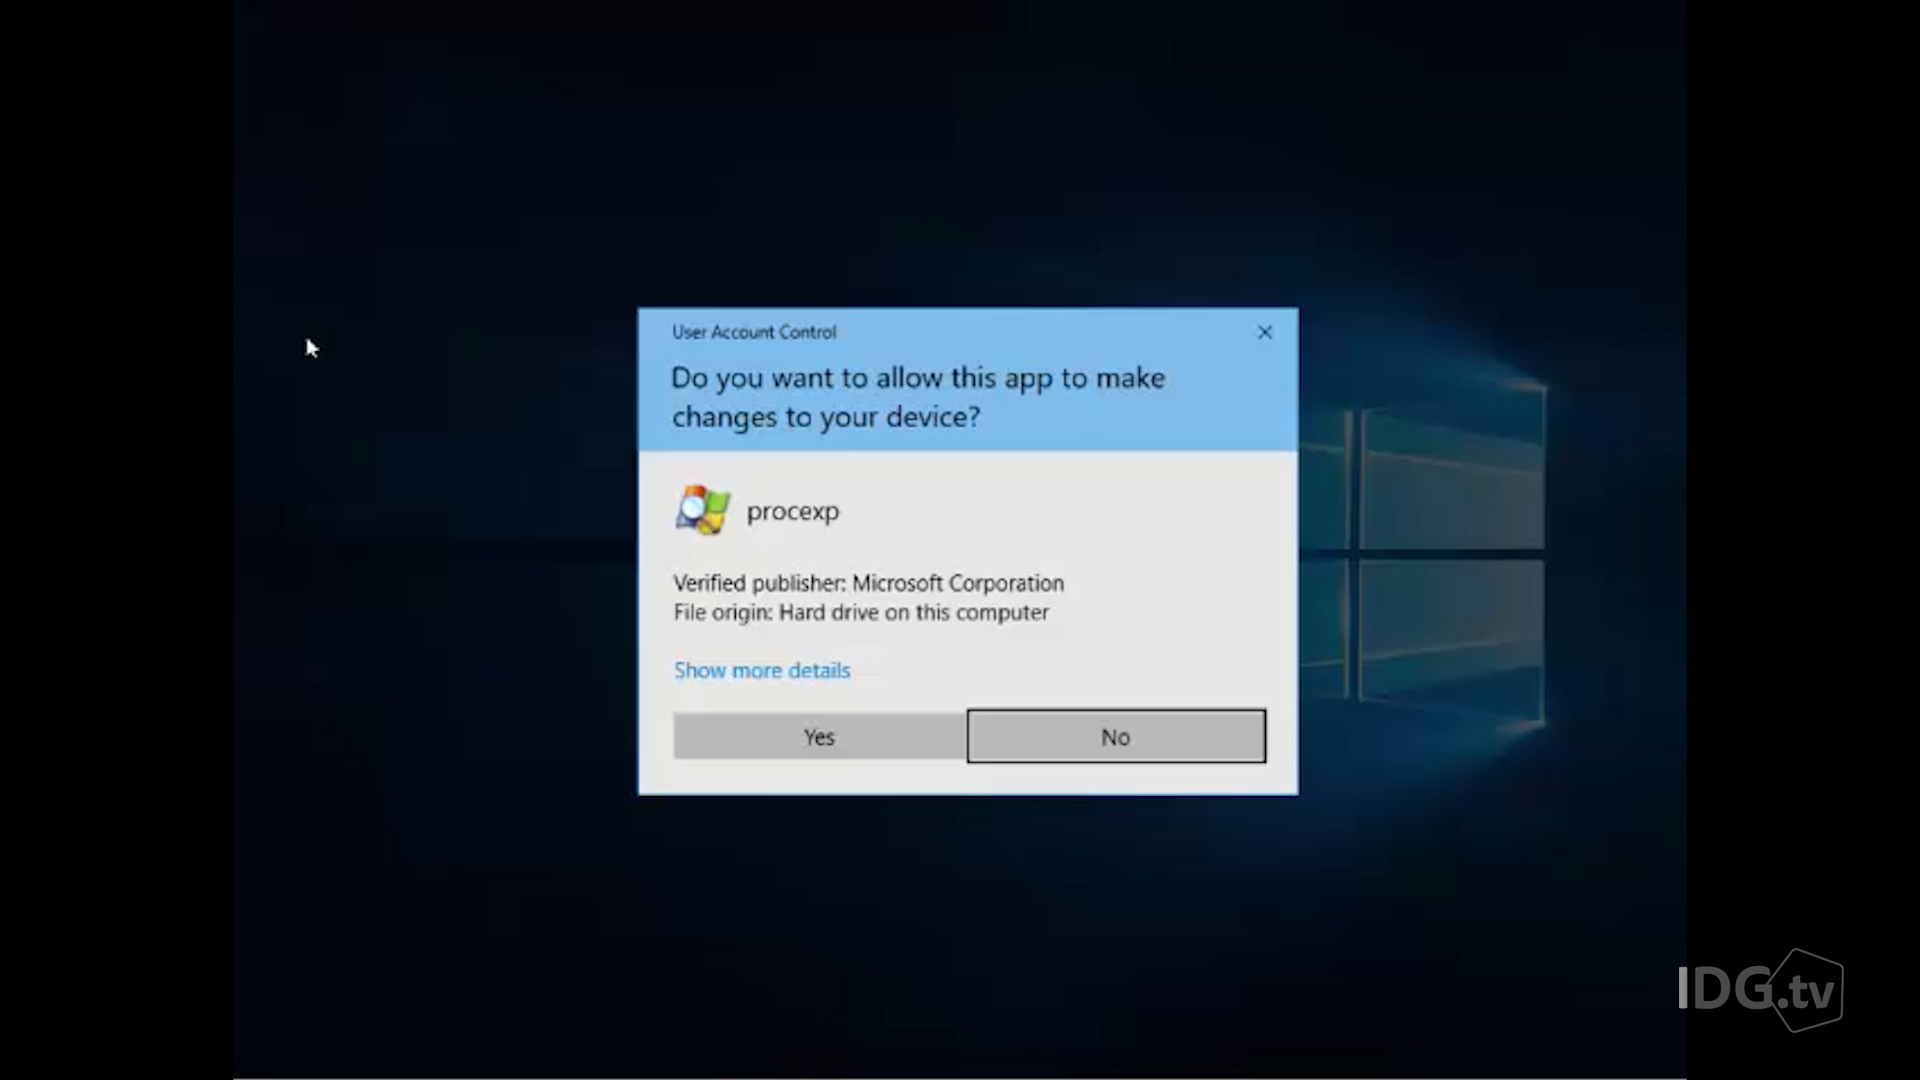 User Account Control
Do you want to allow this app to make
changes to your device?
procexp
Verified publisher: Microsoft Corporation
File origin: Hard drive on this computer
Show more details
Yes
No
IDG.tv